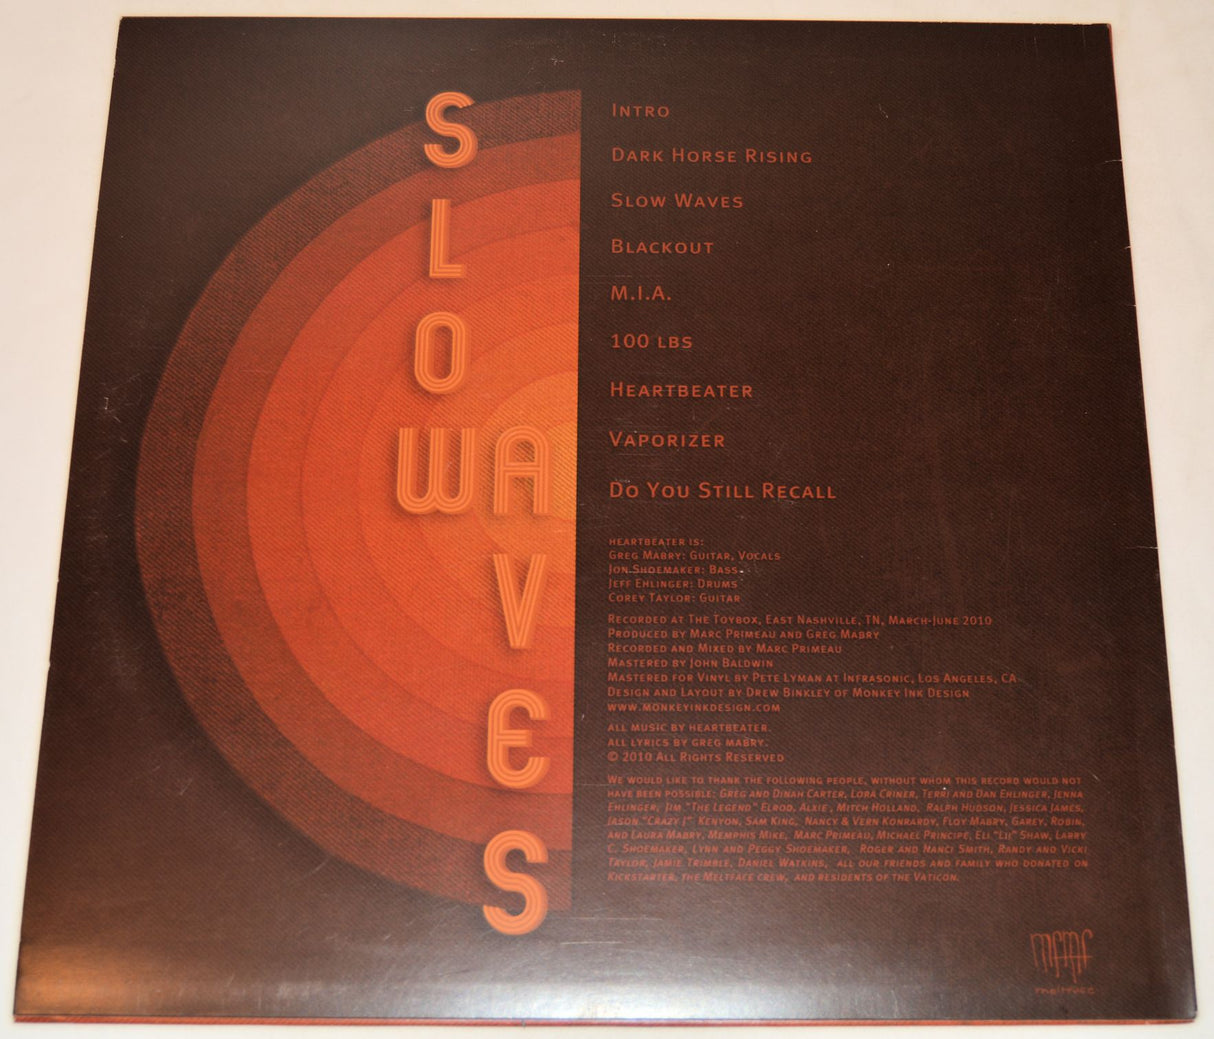 SLOW
WAVES
INTRO
DARK HORSE RISING
SLOW WAVES
BLACKOUT
M.I.A.
100 LBS
HEARTBEATER
VAPORIZER
DO YOU STILL RECALL
HEARTBEATER IS:
GREG MABRY: GUITAR, VOCALS
JON SHOEMAKER: BASS
JEFF EHLINGER: DRUMS
COREY TAYLOR: GUITAR
RECORDED AT THE TOYBOX, EAST NASHVILLE, TN, MARCH-JUNE 2010
PRODUCED BY MARC PRIMEAU AND GREG MABRY
RECORDED AND MIXED BY MARC PRIMEAU
MASTERED BY JOHN BALDWIN
MASTERED FOR VINYL BY PETE LYMAN AT INFRASONIC, LOS ANGELES, CA
DESIGN AND LAYOUT BY DREW BINKLEY OF MONKEY INK DESIGN
WWW.MONKEYINKDESIGN.COM
ALL MUSIC BY HEARTBEATER.
ALL LYRICS BY GREG MABRY.
© 2010 ALL RIGHTS RESERVED
WE WOULD LIKE TO THANK THE FOLLOWING PEOPLE, WITHOUT WHOM THIS RECORD WOULD NOT
HAVE BEEN POSSIBLE: GREG AND DINAH CARTER, LORA CRINER, TERRI AND DAN EHLINGER, JENNA
EHLINGER, JIM "THE LEGEND" ELROD, ALXIE, MITCH HOLLAND, RALPH HUDSON, JESSICA JAMES,
JASON "CRAZY J" KENYON, SAM KING, NANCY & VERN KONRARDY, FLOY MABRY, GAREY, ROBIN,
AND LAURA MABRY, MEMPHIS MIKE, MARC PRIMEAU, MICHAEL PRINCIPE, ELI "LIL" SHAW, LARRY
C. SHOEMAKER, LYNN AND PEGGY SHOEMAKER, ROGER AND NANCI SMITH, RANDY AND VICKI
TAYLOR, JAMIE TRIMBLE, DANIEL WATKINS, ALL OUR FRIENDS AND FAMILY WHO DONATED ON
KICKSTARTER, THE MELTFACE CREW, AND RESIDENTS OF THE VATICON.